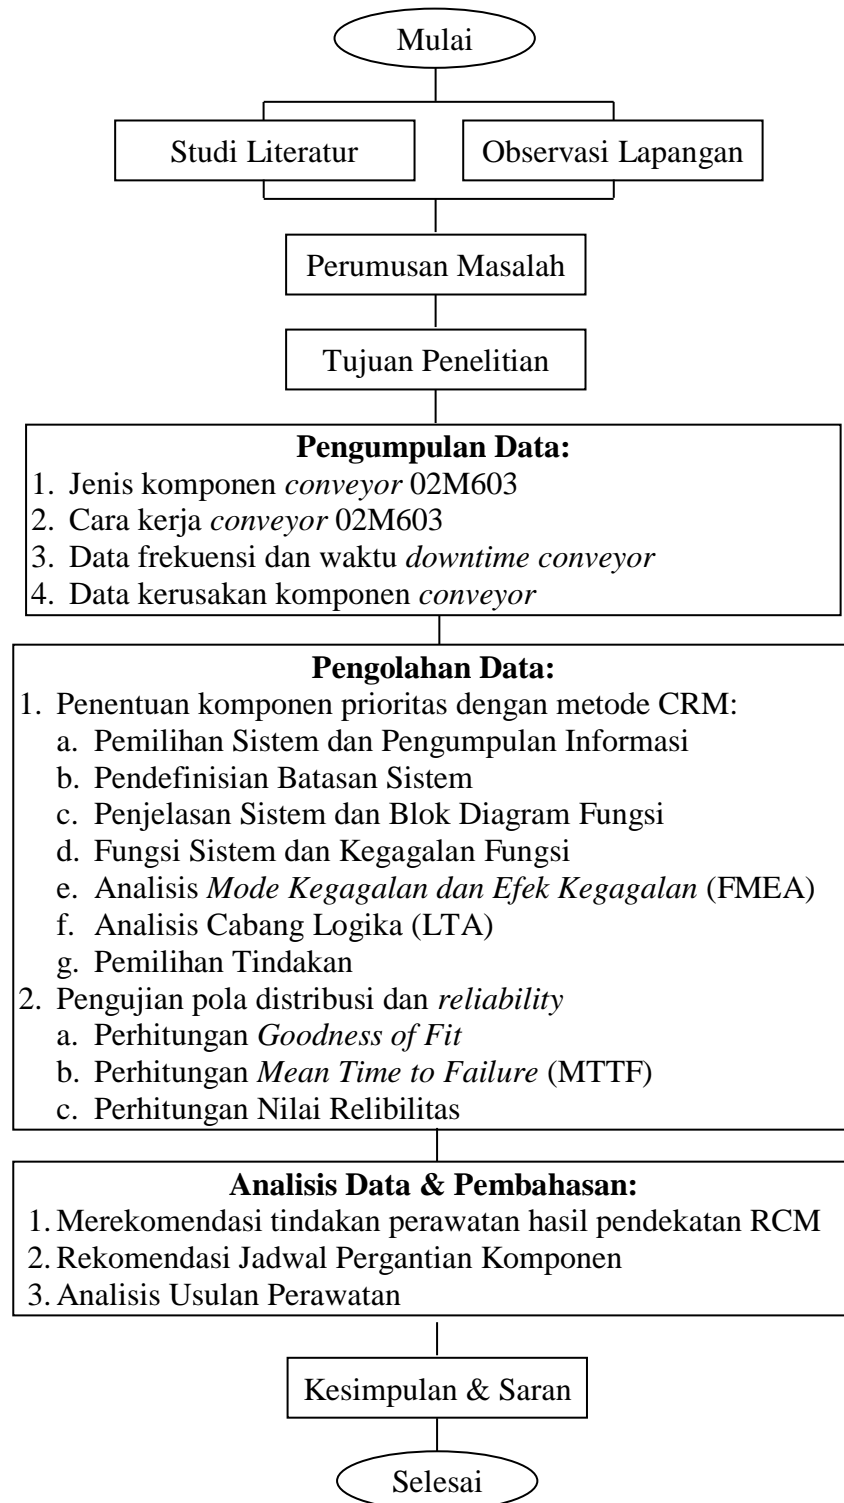 Mulai
Studi Literatur
Observasi Lapangan
Perumusan Masalah
Tujuan Penelitian
Pengumpulan Data:
1. Jenis komponen conveyor 02M603
2. Cara kerja conveyor 02M603
3. Data frekuensi dan waktu downtime conveyor
4. Data kerusakan komponen conveyor
Pengolahan Data:
1. Penentuan komponen prioritas dengan metode CRM:
a. Pemilihan Sistem dan Pengumpulan Informasi
b. Pendefinisian Batasan Sistem
c. Penjelasan Sistem dan Blok Diagram Fungsi
d. Fungsi Sistem dan Kegagalan Fungsi
e. Analisis Mode Kegagalan dan Efek Kegagalan (FMEA)
f. Analisis Cabang Logika (LTA)
g. Pemilihan Tindakan
2. Pengujian pola distribusi dan reliability
a. Perhitungan Goodness of Fit
b. Perhitungan Mean Time to Failure (MTTF)
c. Perhitungan Nilai Relibilitas
Analisis Data & Pembahasan:
1. Merekomendasi tindakan perawatan hasil pendekatan RCM
2. Rekomendasi Jadwal Pergantian Komponen
3. Analisis Usulan Perawatan
Kesimpulan & Saran
Selesai